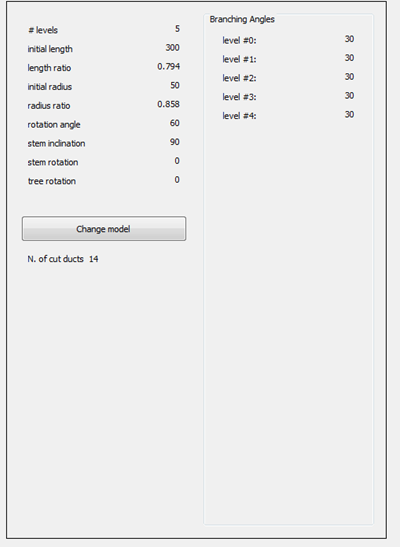 # levels 5
initial length 300
length ratio 0.794
initial radius 50
radius ratio 0.858
rotation angle 60
stem inclination 90
stem rotation 0
tree rotation 0
Change model
N. of cut ducts 14
Branching Angles
level #0: 30
level #1: 30
level #2: 30
level #3: 30
level #4: 30